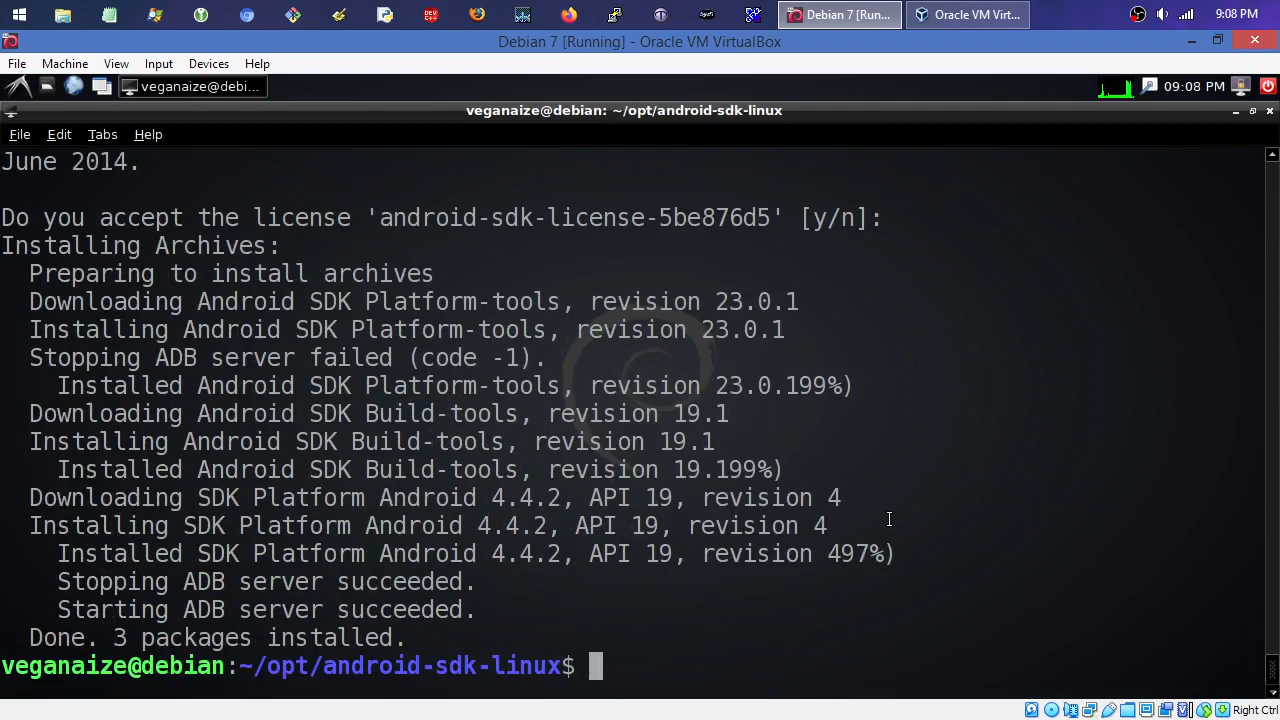 Debian 7 [Runn...
Oracle VM Virt...
9:08 PM
Debian 7 [Running] - Oracle VM VirtualBox
File Machine View Input Devices Help
veganaize@debi...
09:08 PM
veganaize@debian: ~/opt/android-sdk-linux
File Edit Tabs Help
June 2014.
Do you accept the license 'android-sdk-license-5be876d5' [y/n]:
Installing Archives:
Preparing to install archives
Downloading Android SDK Platform-tools, revision 23.0.1
Installing Android SDK Platform-tools, revision 23.0.1
Stopping ADB server failed (code -1).
Installed Android SDK Platform-tools, revision 23.0.199%)
Downloading Android SDK Build-tools, revision 19.1
Installing Android SDK Build-tools, revision 19.1
Installed Android SDK Build-tools, revision 19.199%)
Downloading SDK Platform Android 4.4.2, API 19, revision 4
Installing SDK Platform Android 4.4.2, API 19, revision 4
Installed SDK Platform Android 4.4.2, API 19, revision 497%)
Stopping ADB server succeeded.
Starting ADB server succeeded.
Done. 3 packages installed.
veganaize@debian:~/opt/android-sdk-linux$
Right Ctrl